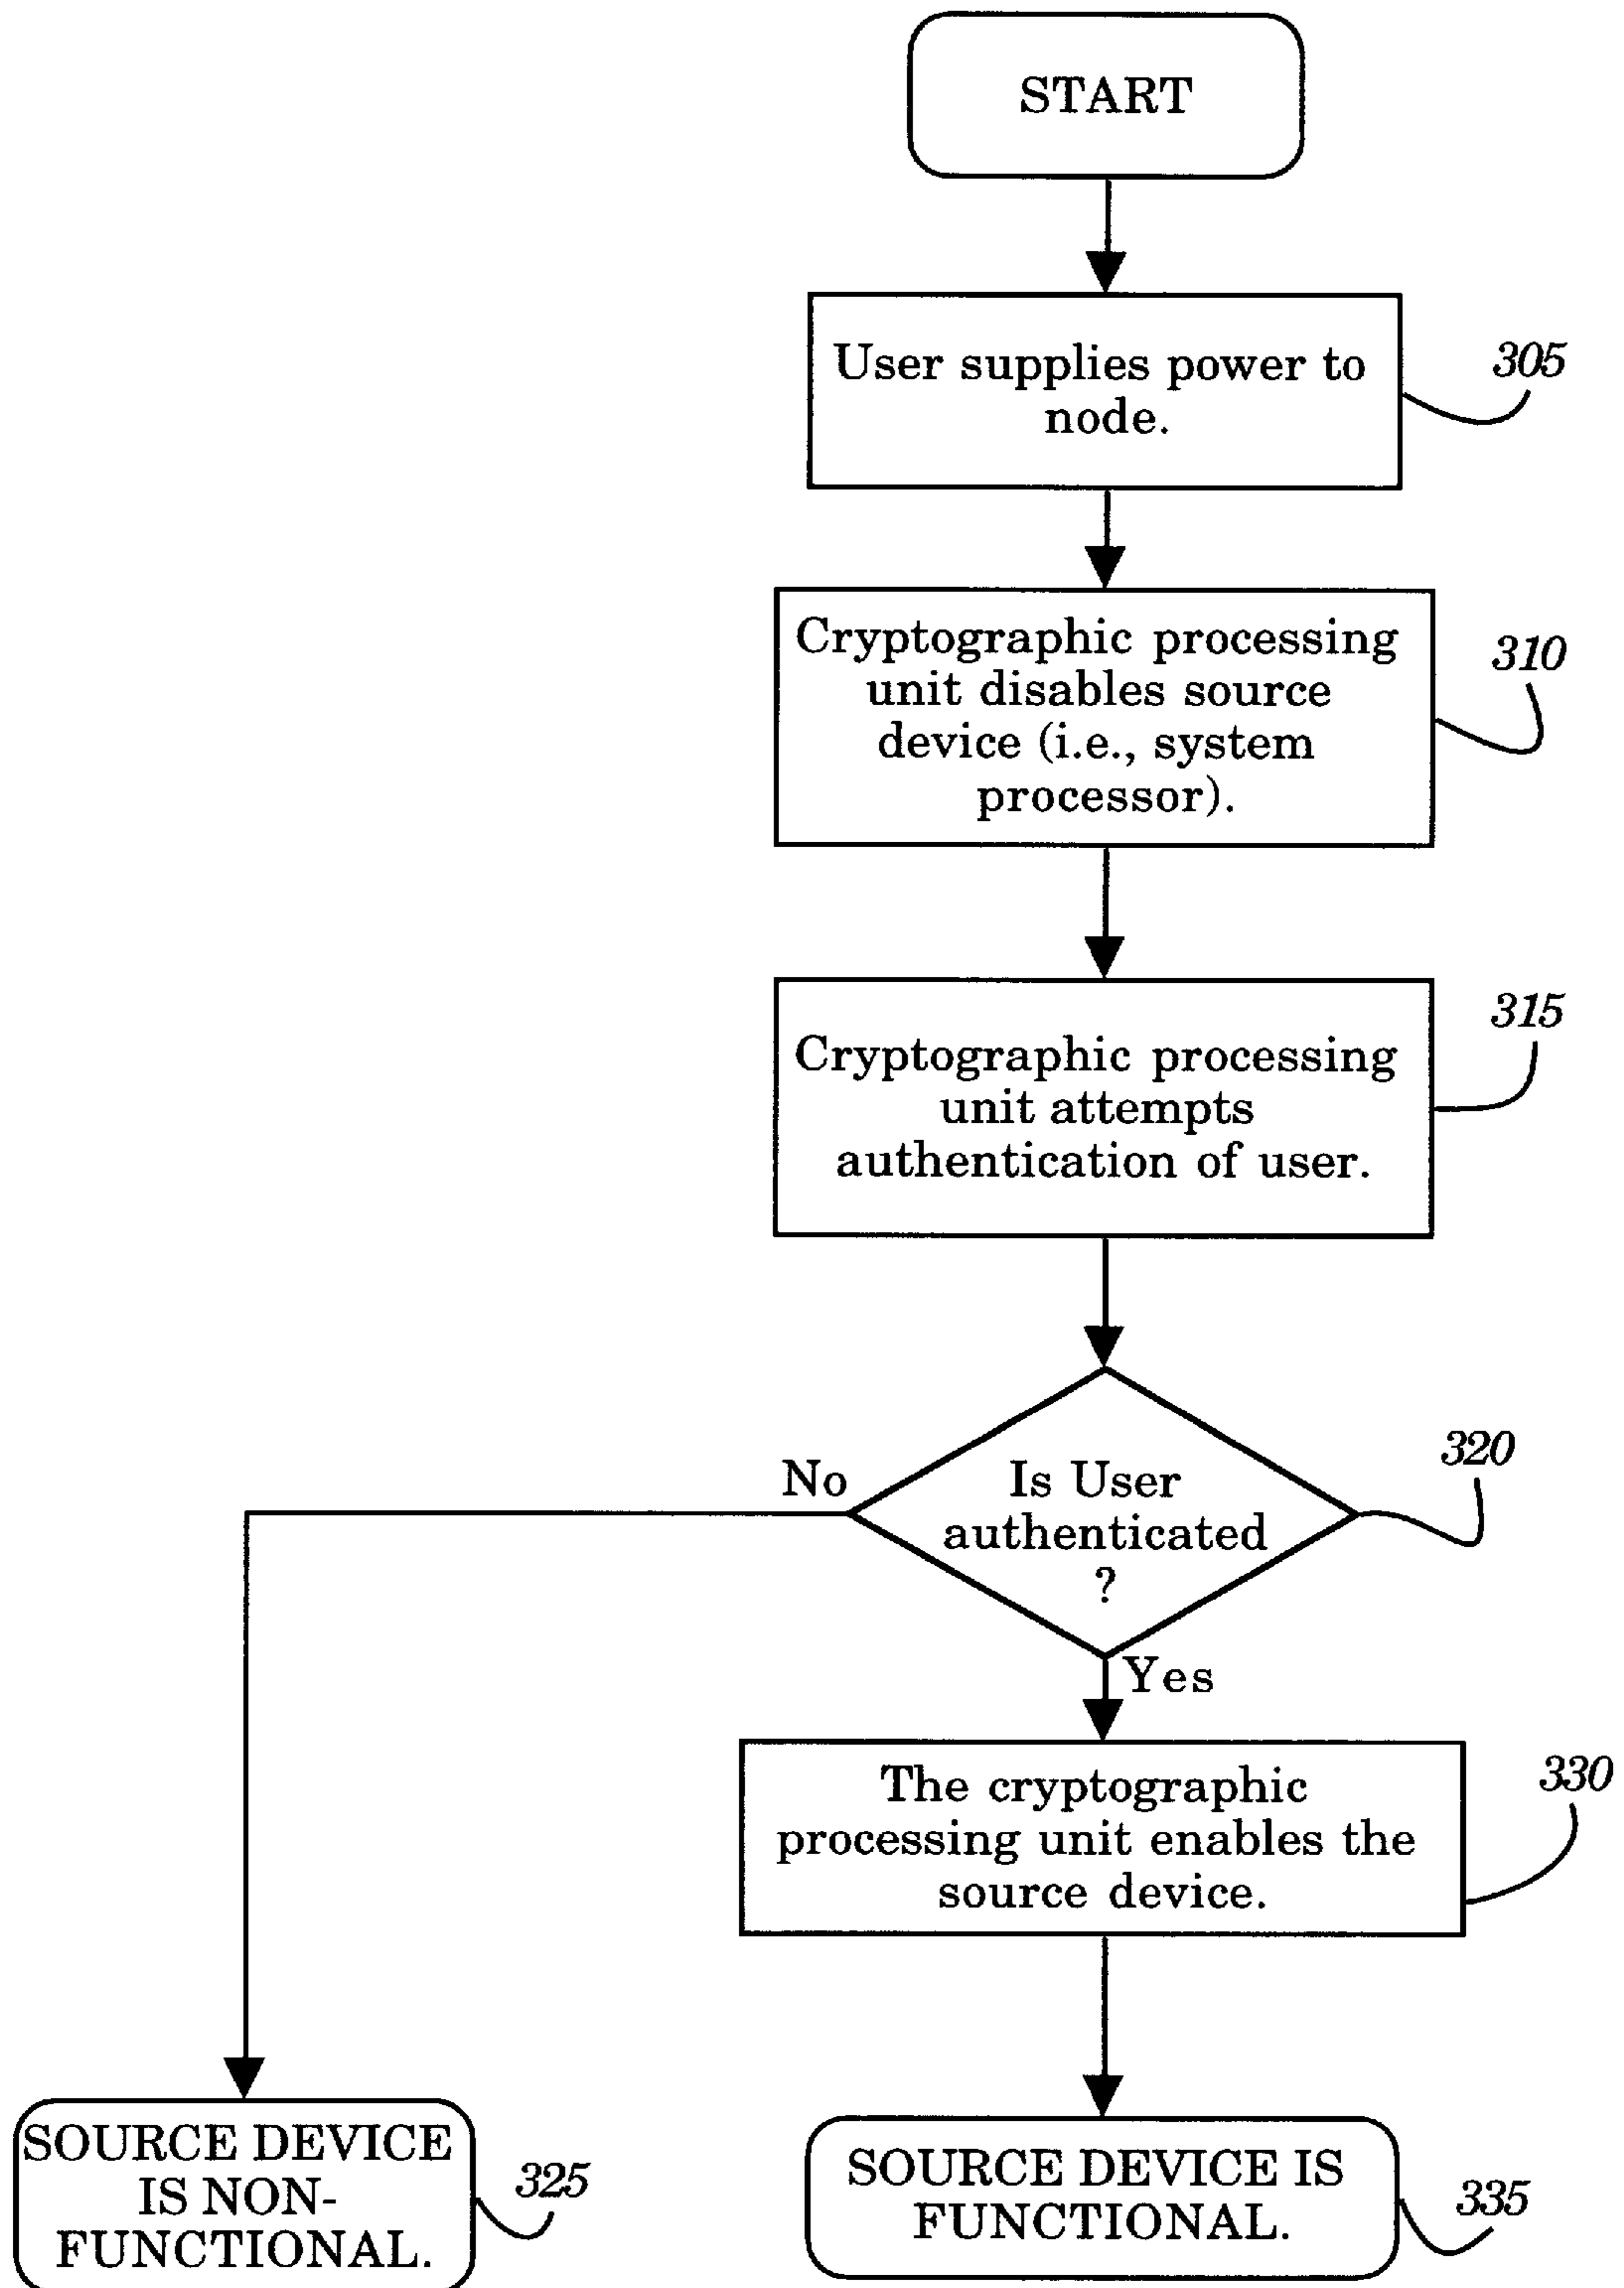 START
User supplies power to
node.
305
Cryptographic processing
unit disables source
device (i.e., system
processor).
310
Cryptographic processing
unit attempts
authentication of user.
315
No
Is User
authenticated
?
320
Yes
The cryptographic
processing unit enables the
source device.
330
SOURCE DEVICE
IS NON-
FUNCTIONAL.
325
SOURCE DEVICE IS
FUNCTIONAL.
335